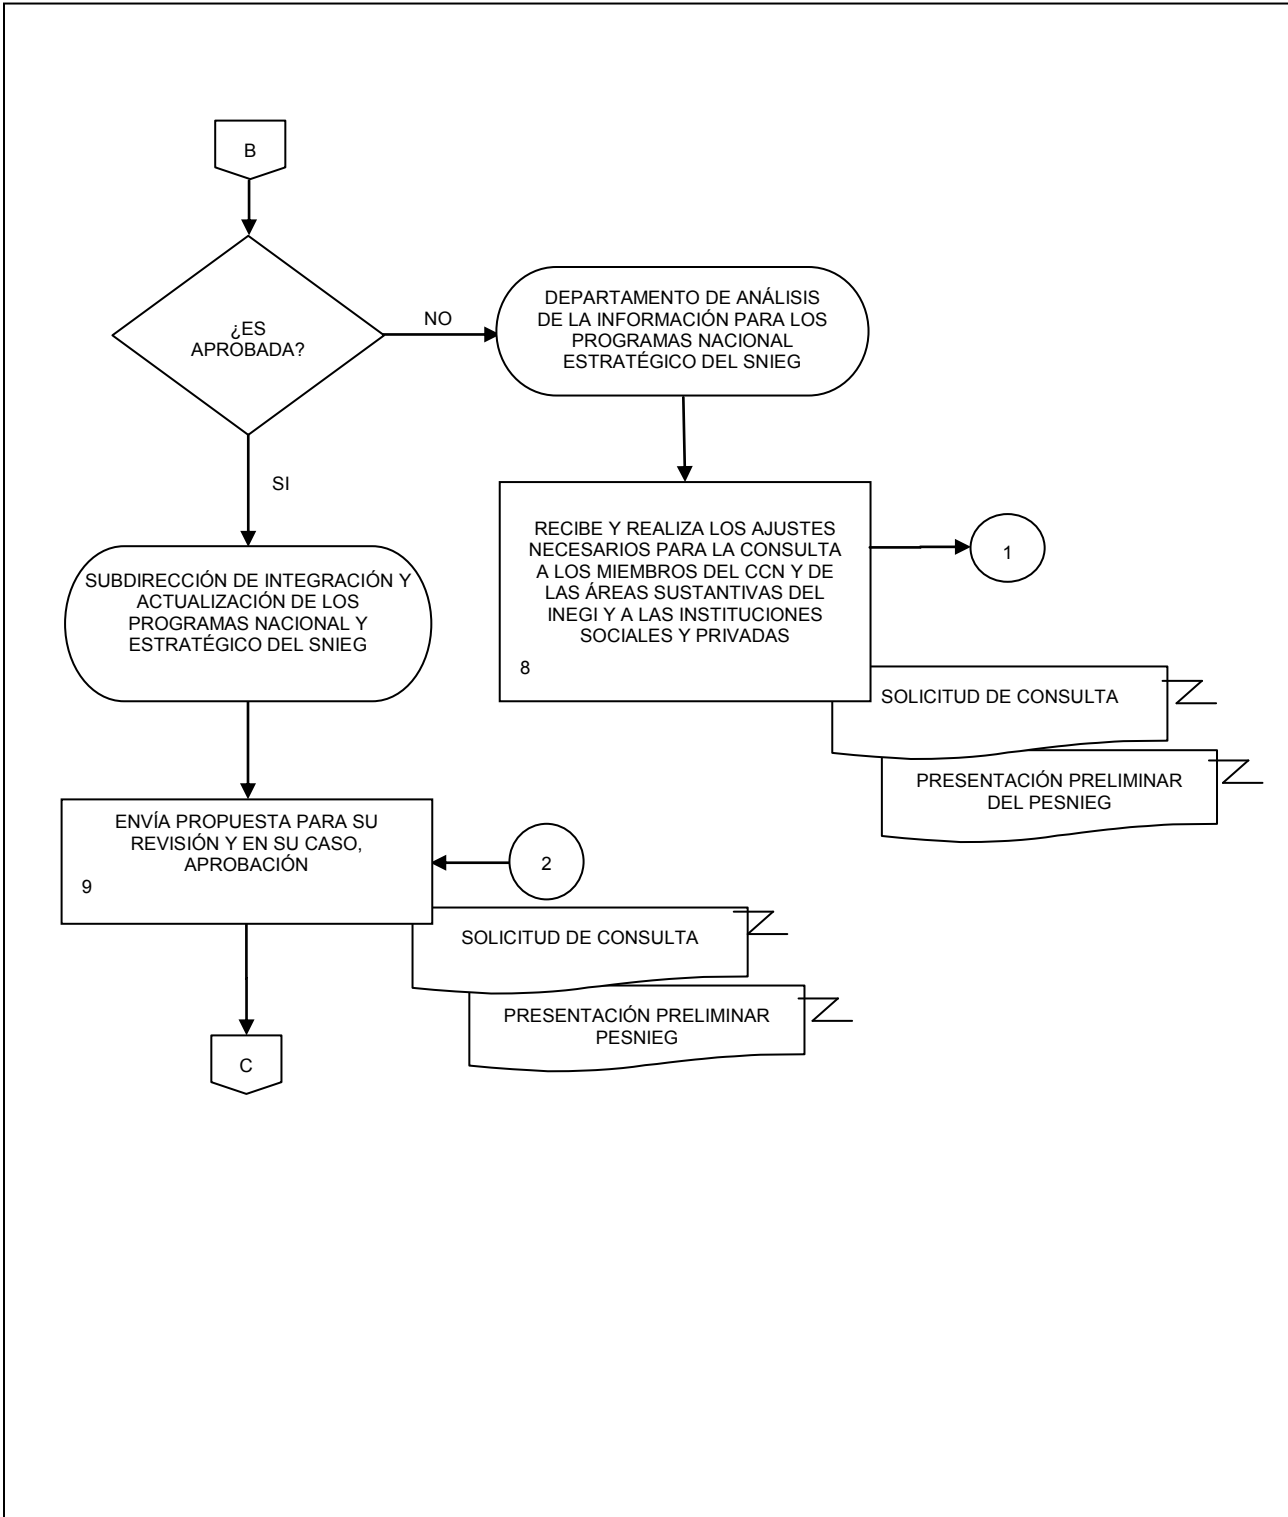 B
¿ES
APROBADA?
NO
DEPARTAMENTO DE ANÁLISIS
DE LA INFORMACIÓN PARA LOS
PROGRAMAS NACIONAL
ESTRATÉGICO DEL SNIEG
SI
RECIBE Y REALIZA LOS AJUSTES
NECESARIOS PARA LA CONSULTA
A LOS MIEMBROS DEL CCN Y DE
LAS ÁREAS SUSTANTIVAS DEL
INEGI Y A LAS INSTITUCIONES
SOCIALES Y PRIVADAS
8
1
SOLICITUD DE CONSULTA
PRESENTACIÓN PRELIMINAR
DEL PESNIEG
SUBDIRECCIÓN DE INTEGRACIÓN Y
ACTUALIZACIÓN DE LOS
PROGRAMAS NACIONAL Y
ESTRATÉGICO DEL SNIEG
ENVÍA PROPUESTA PARA SU
REVISIÓN Y EN SU CASO,
APROBACIÓN
9
2
SOLICITUD DE CONSULTA
PRESENTACIÓN PRELIMINAR
PESNIEG
C